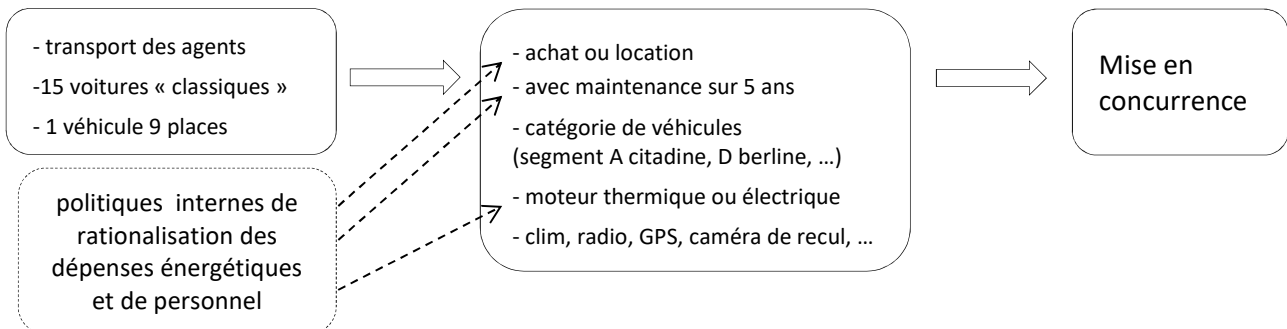 - transport des agents
-15 voitures « classiques »
- 1 véhicule 9 places
politiques internes de
rationalisation des
dépenses énergétiques
et de personnel
- achat ou location
- avec maintenance sur 5 ans
- catégorie de véhicules
(segment A citadine, D berline, …)
- moteur thermique ou électrique
- clim, radio, GPS, caméra de recul, …
Mise en
concurrence